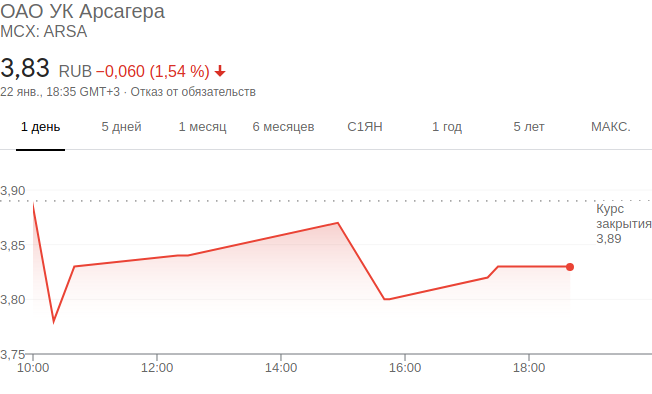 ОАО УК Арсагера
MCX: ARSA
3,83 RUB −0,060 (1,54 %)
22 янв., 18:35 GMT+3 · Отказ от обязательств
1 день 5 дней 1 месяц 6 месяцев С1ЯН 1 год 5 лет МАКС.
3,90
Курс
закрытия
3,89
3,85
3,80
3,75
10:00 12:00 14:00 16:00 18:00